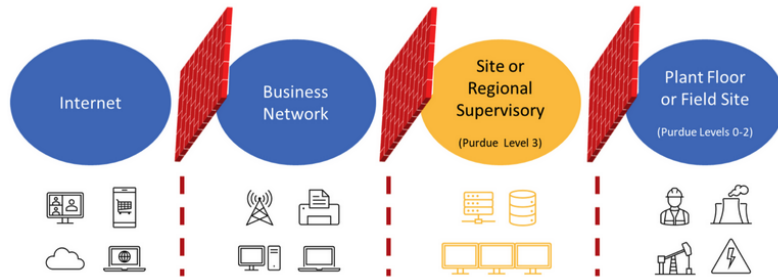 Internet
Business
Network
Site or
Regional
Supervisory
(Purdue Level 3)
Plant Floor
or Field Site
(Purdue Levels 0-2)